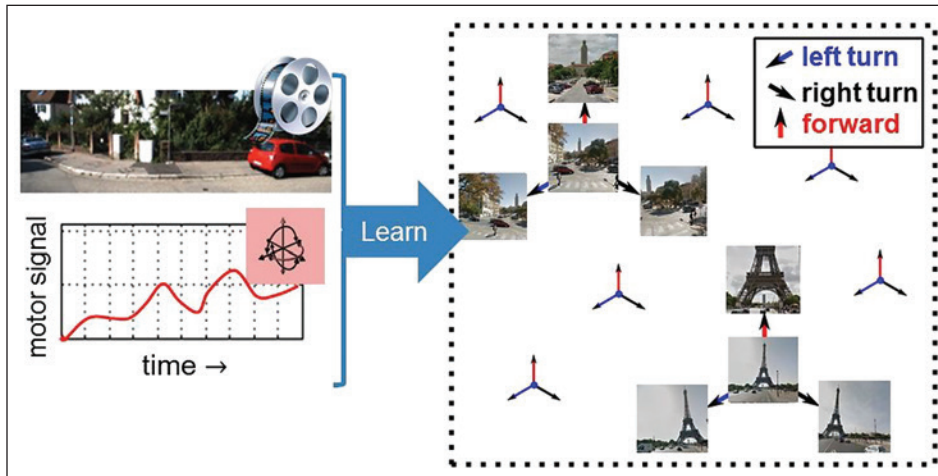 motor signal
time →
Learn
left turn
right turn
forward